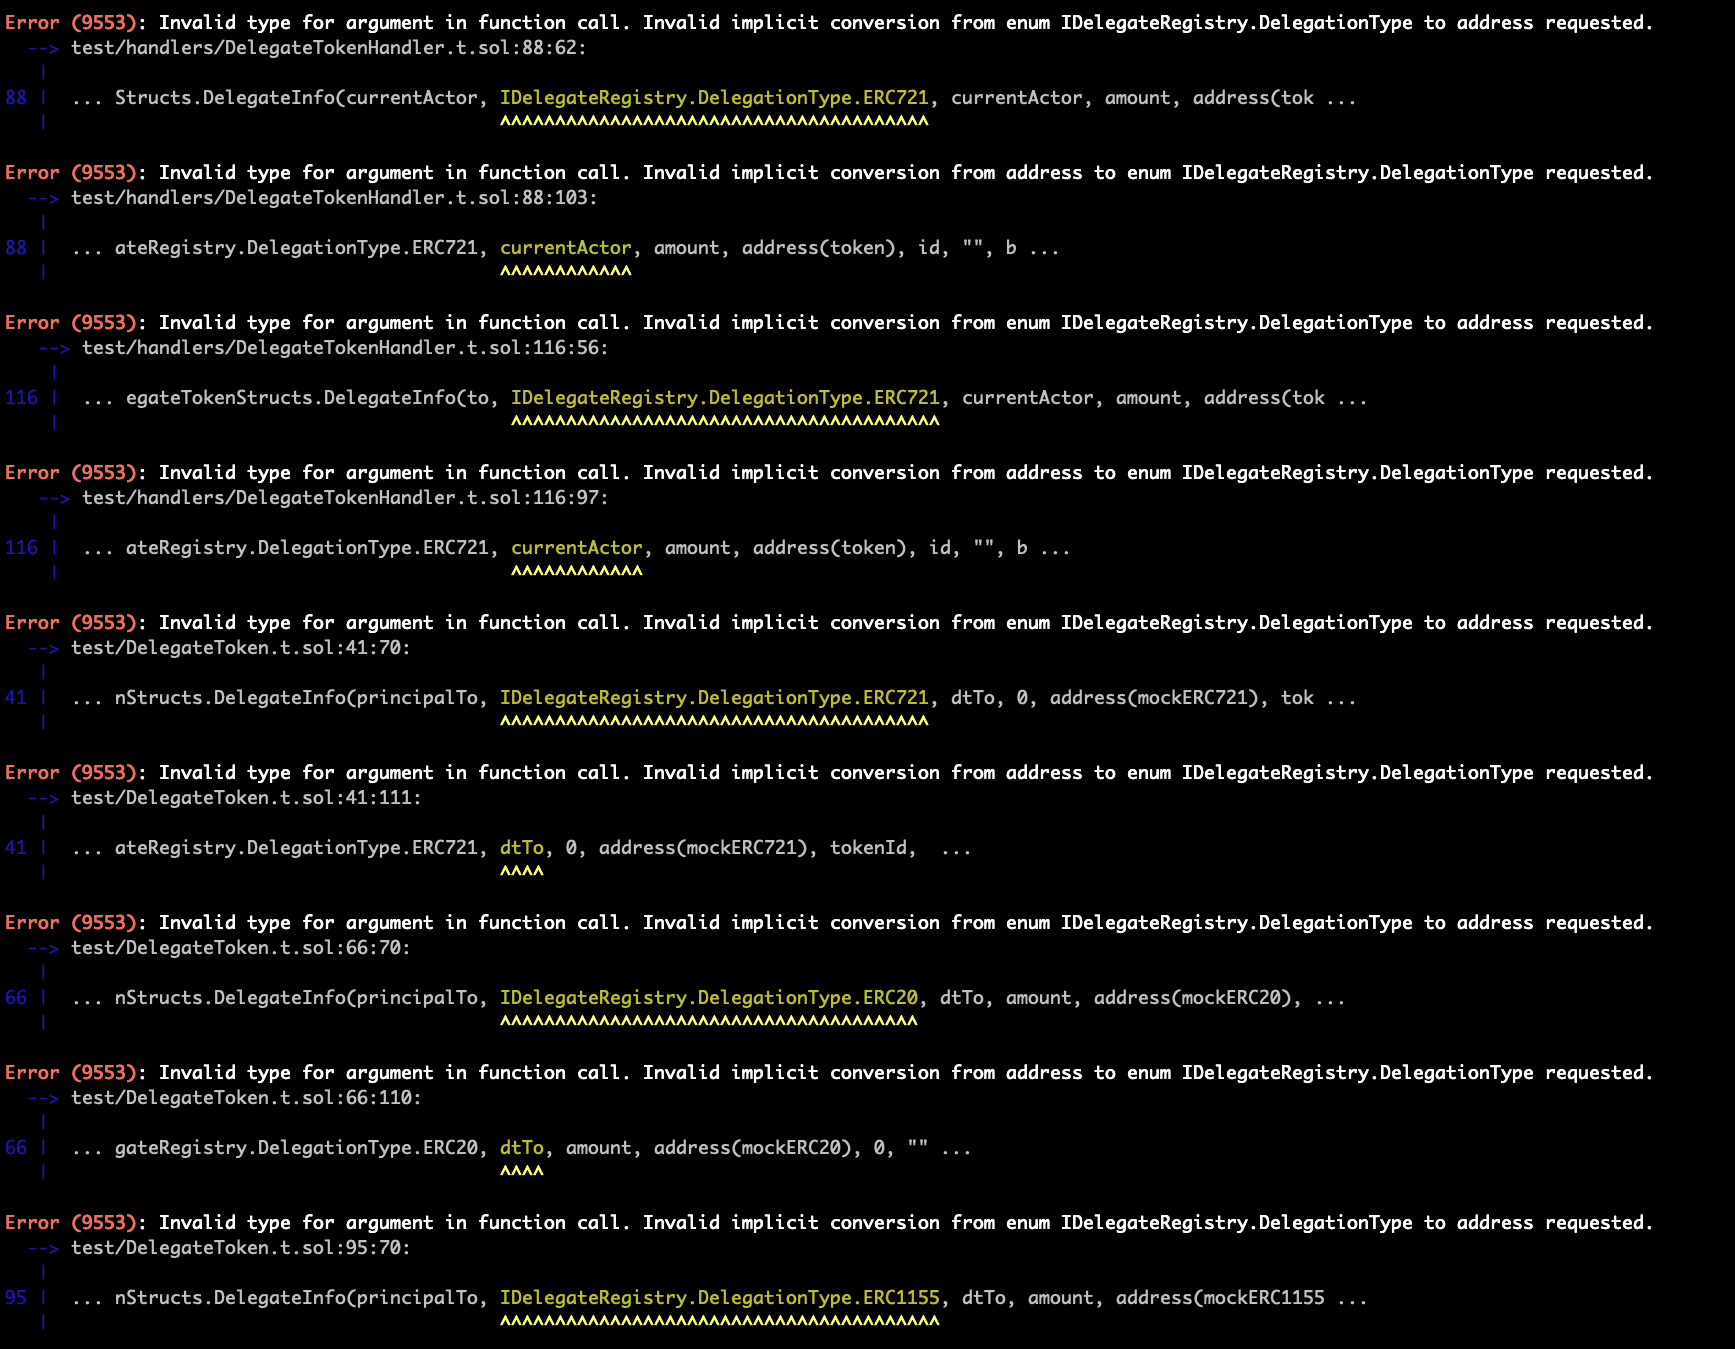 Error (9553): Invalid type for argument in function call. Invalid implicit conversion from enum IDelegateRegistry.DelegationType to address requested.
--> test/handlers/DelegateTokenHandler.t.sol:88:62:
|
88 | ... Structs.DelegateInfo(currentActor, IDelegateRegistry.DelegationType.ERC721, currentActor, amount, address(tok ...
| ^^^^^^^^^^^^^^^^^^^^^^^^^^^^^^^^^^^^^^^
Error (9553): Invalid type for argument in function call. Invalid implicit conversion from address to enum IDelegateRegistry.DelegationType requested.
--> test/handlers/DelegateTokenHandler.t.sol:88:103:
|
88 | ... ateRegistry.DelegationType.ERC721, currentActor, amount, address(token), id, "", b ...
| ^^^^^^^^^^^^
Error (9553): Invalid type for argument in function call. Invalid implicit conversion from enum IDelegateRegistry.DelegationType to address requested.
--> test/handlers/DelegateTokenHandler.t.sol:116:56:
|
116 | ... egateTokenStructs.DelegateInfo(to, IDelegateRegistry.DelegationType.ERC721, currentActor, amount, address(tok ...
| ^^^^^^^^^^^^^^^^^^^^^^^^^^^^^^^^^^^^^^^
Error (9553): Invalid type for argument in function call. Invalid implicit conversion from address to enum IDelegateRegistry.DelegationType requested.
--> test/handlers/DelegateTokenHandler.t.sol:116:97:
|
116 | ... ateRegistry.DelegationType.ERC721, currentActor, amount, address(token), id, "", b ...
| ^^^^^^^^^^^^
Error (9553): Invalid type for argument in function call. Invalid implicit conversion from enum IDelegateRegistry.DelegationType to address requested.
--> test/DelegateToken.t.sol:41:70:
|
41 | ... nStructs.DelegateInfo(principalTo, IDelegateRegistry.DelegationType.ERC721, dtTo, 0, address(mockERC721), tok ...
| ^^^^^^^^^^^^^^^^^^^^^^^^^^^^^^^^^^^^^^^
Error (9553): Invalid type for argument in function call. Invalid implicit conversion from address to enum IDelegateRegistry.DelegationType requested.
--> test/DelegateToken.t.sol:41:111:
|
41 | ... ateRegistry.DelegationType.ERC721, dtTo, 0, address(mockERC721), tokenId,  ...
| ^^^^
Error (9553): Invalid type for argument in function call. Invalid implicit conversion from enum IDelegateRegistry.DelegationType to address requested.
--> test/DelegateToken.t.sol:66:70:
|
66 | ... nStructs.DelegateInfo(principalTo, IDelegateRegistry.DelegationType.ERC20, dtTo, amount, address(mockERC20), ...
| ^^^^^^^^^^^^^^^^^^^^^^^^^^^^^^^^^^^^^^
Error (9553): Invalid type for argument in function call. Invalid implicit conversion from address to enum IDelegateRegistry.DelegationType requested.
--> test/DelegateToken.t.sol:66:110:
|
66 | ... gateRegistry.DelegationType.ERC20, dtTo, amount, address(mockERC20), 0, "" ...
| ^^^^
Error (9553): Invalid type for argument in function call. Invalid implicit conversion from enum IDelegateRegistry.DelegationType to address requested.
--> test/DelegateToken.t.sol:95:70:
|
95 | ... nStructs.DelegateInfo(principalTo, IDelegateRegistry.DelegationType.ERC1155, dtTo, amount, address(mockERC1155 ...
| ^^^^^^^^^^^^^^^^^^^^^^^^^^^^^^^^^^^^^^^^